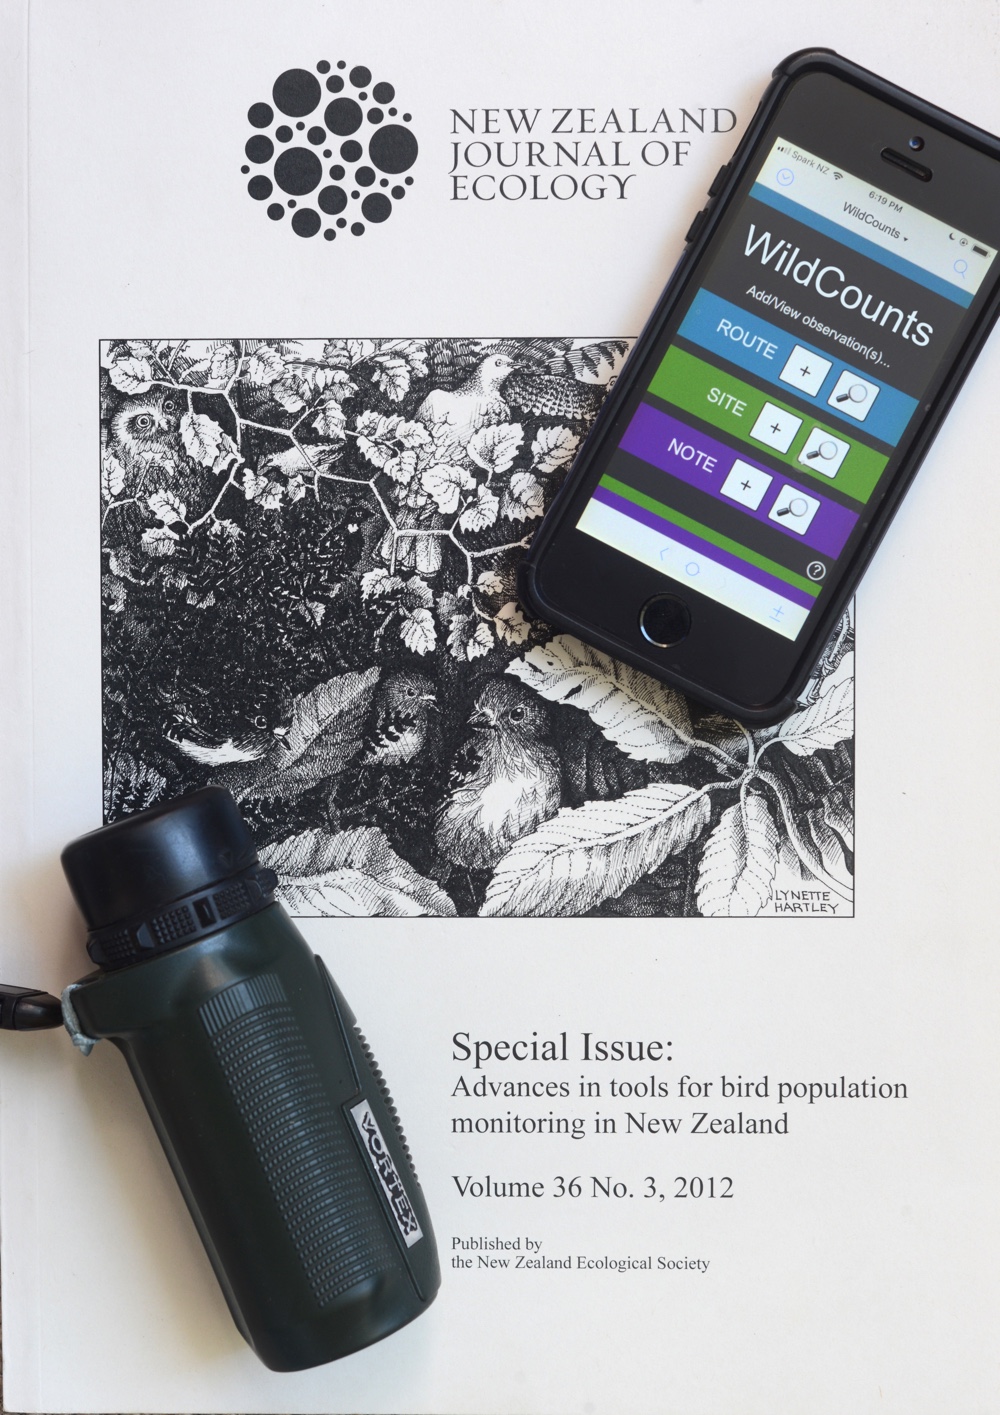 NEW ZEALAND
JOURNAL OF
ECOLOGY
Spark NZ
6:19 PM
WildCounts
WildCounts
Add/View observation(s)...
ROUTE
+
SITE
+
NOTE
+
?
LYNETTE
HARTLEY
VORTEX
Special Issue:
Advances in tools for bird population
monitoring in New Zealand
Volume 36 No. 3, 2012
Published by
the New Zealand Ecological Society